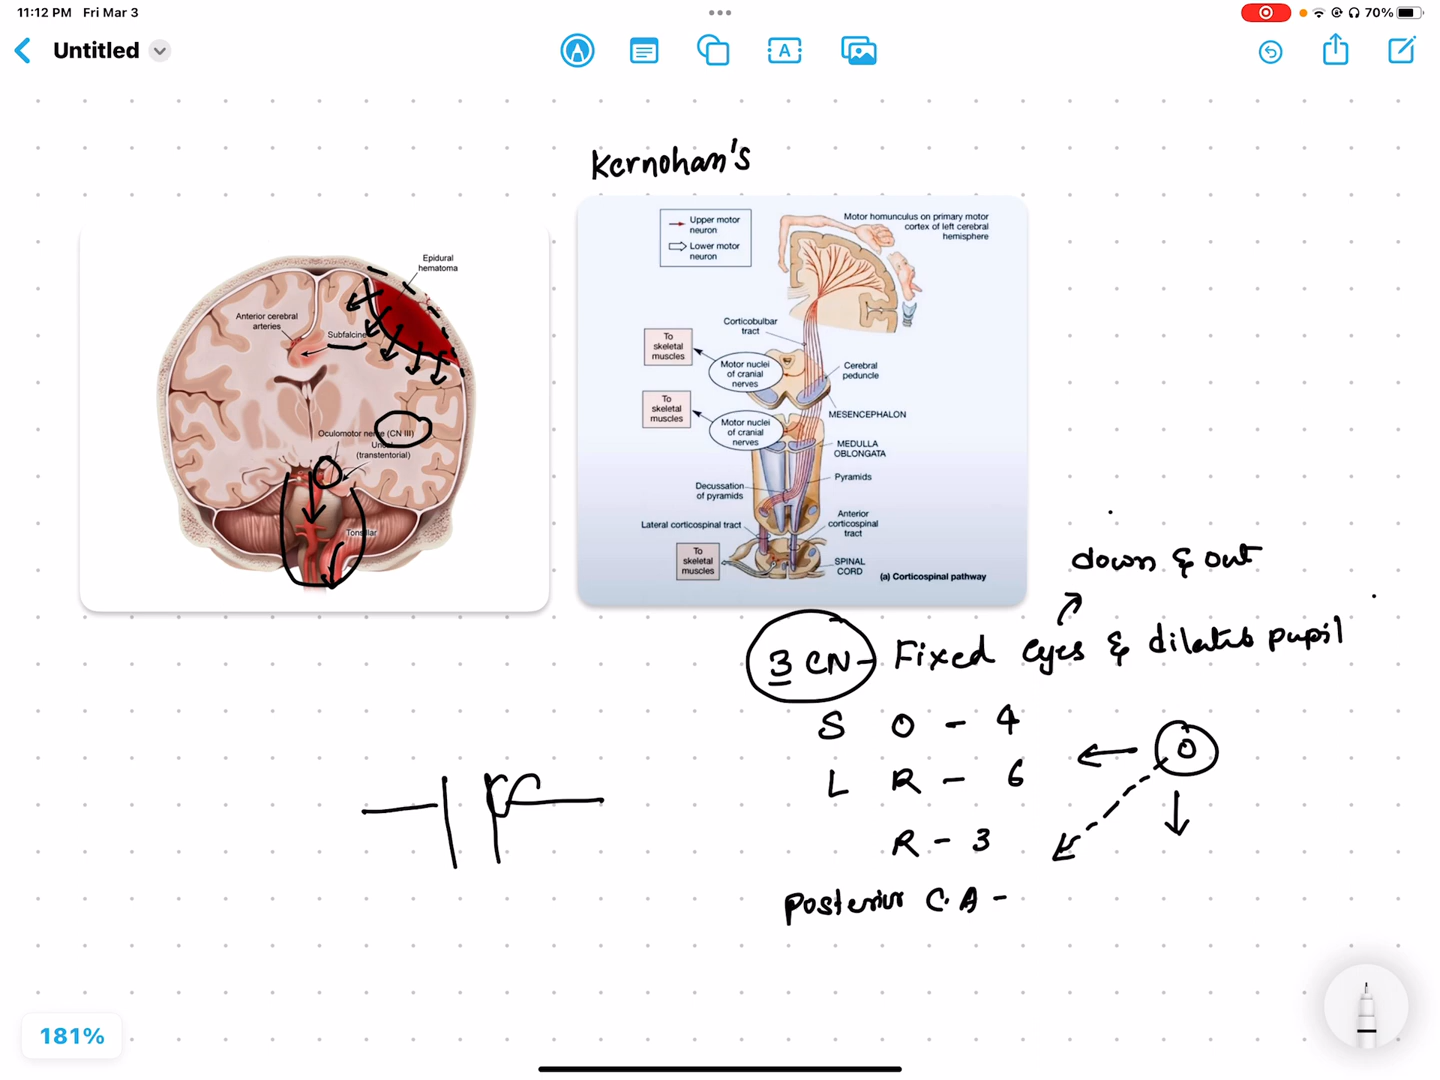 11:12 PM Fri Mar 3
70%
Untitled
A
Kernohan's
Epidural
hematoma
Anterior cerebral
arteries
Subfalcine
Oculomotor nerve (CN III)
(transtentorial)
Tonsillar
Upper motor
neuron
Lower motor
neuron
Motor homunculus on primary motor
cortex of left cerebral
hemisphere
Corticobulbar
tract
To
skeletal
muscles
Motor nuclei
of cranial
nerves
Cerebral
peduncle
MESENCEPHALON
To
skeletal
muscles
Motor nuclei
of cranial
nerves
MEDULLA
OBLONGATA
Pyramids
Decussation
of pyramids
Lateral corticospinal tract
Anterior
corticospinal
tract
To
skeletal
muscles
SPINAL
CORD
(a) Corticospinal pathway
down & out
3 CN - Fixed eyes & dilateb pupil
S O - 4
L R - 6
R - 3
Posterior C.A -
181%